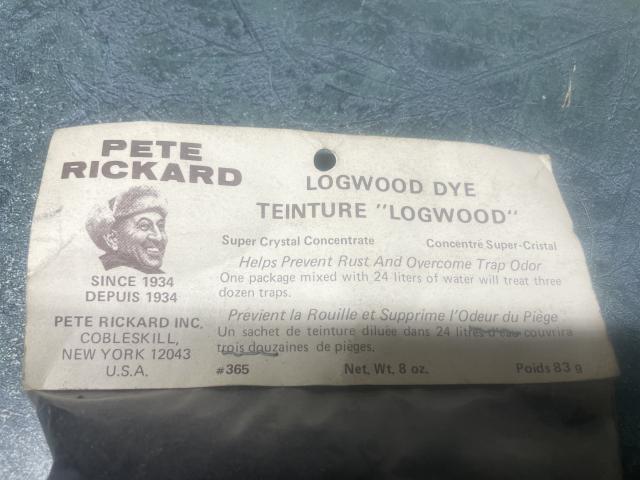 PETE
RICKARD
SINCE 1934
DEPUIS 1934
PETE RICKARD INC.
COBLESKILL,
NEW YORK 12043
U.S.A.
LOGWOOD DYE
TEINTURE "LOGWOOD"
Super Crystal Concentrate Concentré Super-Cristal
Helps Prevent Rust And Overcome Trap Odor
One package mixed with 24 liters of water will treat three
dozen traps.
Prévient la Rouille et Supprime l'Odeur du Piège
Un sachet de teinture diluée dans 24 litres d'eau couvrira
trois douzaines de pièges.
#365 Net. Wt. 8 oz. Poids 83 g